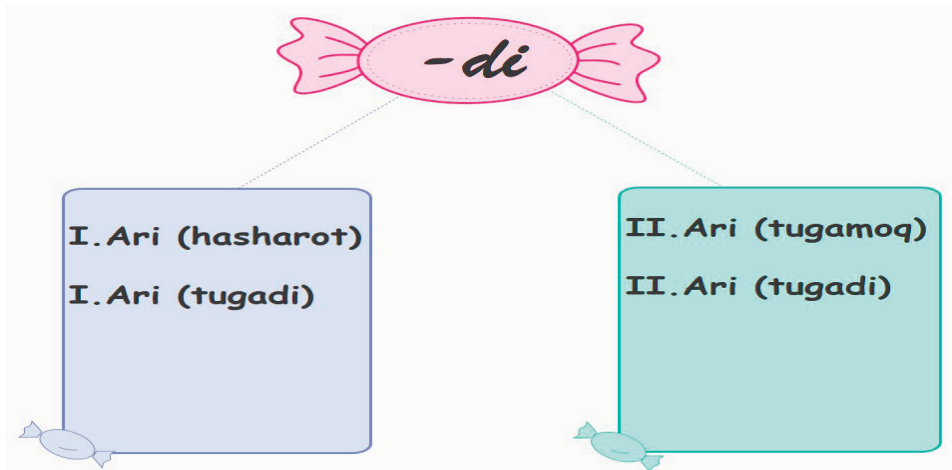 -di
I.Ari (hasharot)
I.Ari (tugadi)
II.Ari (tugamoq)
II.Ari (tugadi)